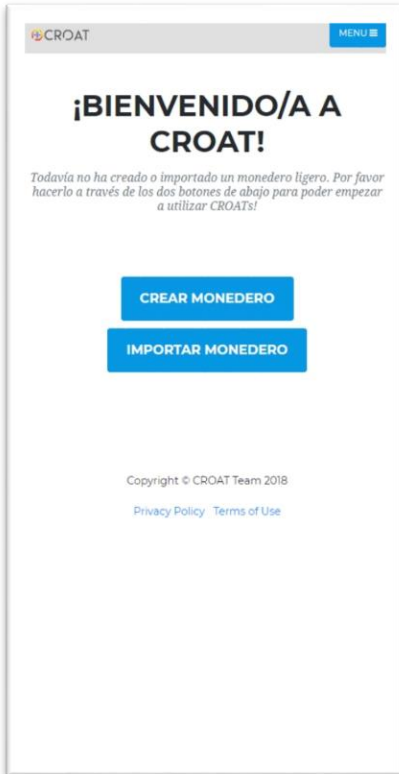 CROAT
MENU
¡BIENVENIDO/A A
CROAT!
Todavía no ha creado o importado un monedero ligero. Por favor
hacerlo a través de los dos botones de abajo para poder empezar
a utilizar CROATs!
CREAR MONEDERO
IMPORTAR MONEDERO
Copyright © CROAT Team 2018
Privacy Policy Terms of Use